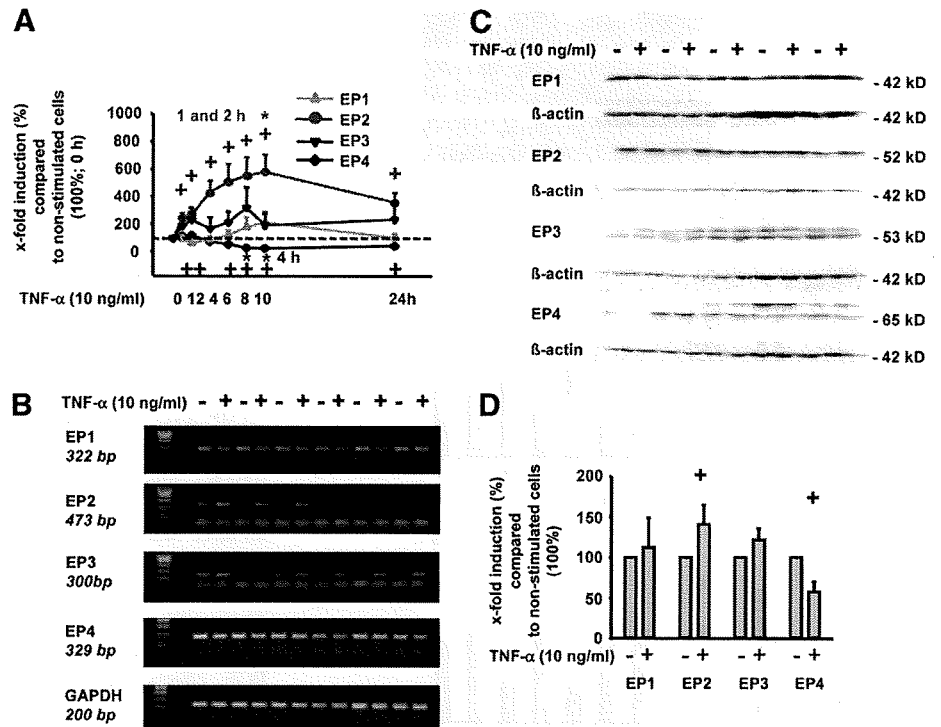 A
x-fold induction (%)
compared
to non-stimulated cells
(100%; 0 h)
1000
800
600
400
200
0
1 and 2 h
*
+
+
+
+
+
+
+
+
EP1
EP2
EP3
EP4
* * 4 h
+ + + + + +
TNF-α (10 ng/ml) 0 1 2 4 6 8 10 24h
B
TNF-α (10 ng/ml) - + - + - + - + - + - +
EP1
322 bp
EP2
473 bp
EP3
300bp
EP4
329 bp
GAPDH
200 bp
C
TNF-α (10 ng/ml) - + - + - + - + - +
EP1 - 42 kD
ß-actin - 42 kD
EP2 - 52 kD
ß-actin - 42 kD
EP3 - 53 kD
ß-actin - 42 kD
EP4 - 65 kD
ß-actin - 42 kD
D
x-fold induction (%)
compared
to non-stimulated cells
(100%)
200
150
100
50
0
+ +
TNF-α (10 ng/ml) - + - + - + - +
EP1 EP2 EP3 EP4